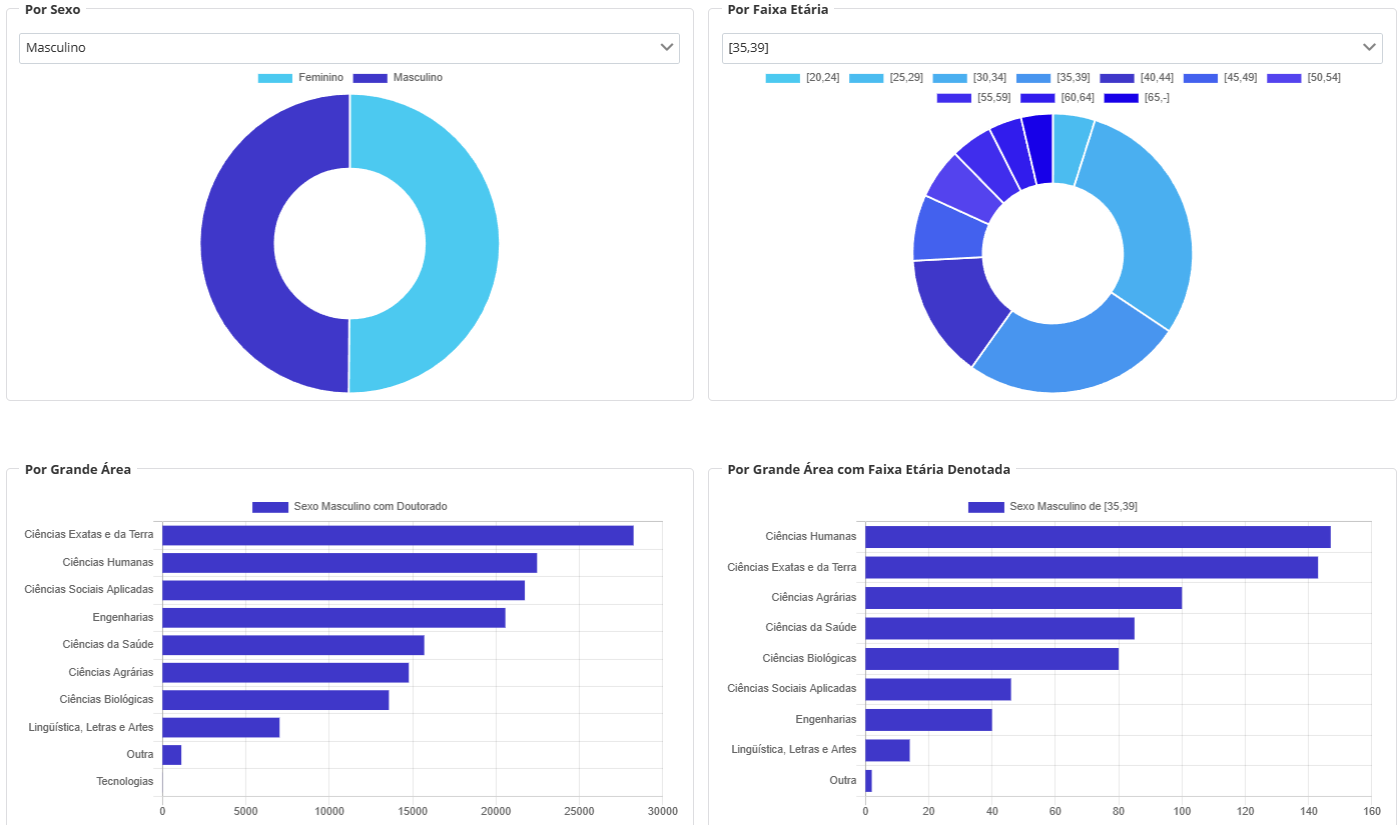 Por Sexo
Masculino
Feminino Masculino
Por Faixa Etária
[35,39]
[20,24] [25,29] [30,34] [35,39] [40,44] [45,49] [50,54]
[55,59] [60,64] [65,-]
Por Grande Área
Sexo Masculino com Doutorado
Ciências Exatas e da Terra
Ciências Humanas
Ciências Sociais Aplicadas
Engenharias
Ciências da Saúde
Ciências Agrárias
Ciências Biológicas
Lingüística, Letras e Artes
Outra
Tecnologias
0 5000 10000 15000 20000 25000 30000
Por Grande Área com Faixa Etária Denotada
Sexo Masculino de [35,39]
Ciências Humanas
Ciências Exatas e da Terra
Ciências Agrárias
Ciências da Saúde
Ciências Biológicas
Ciências Sociais Aplicadas
Engenharias
Lingüística, Letras e Artes
Outra
0 20 40 60 80 100 120 140 160